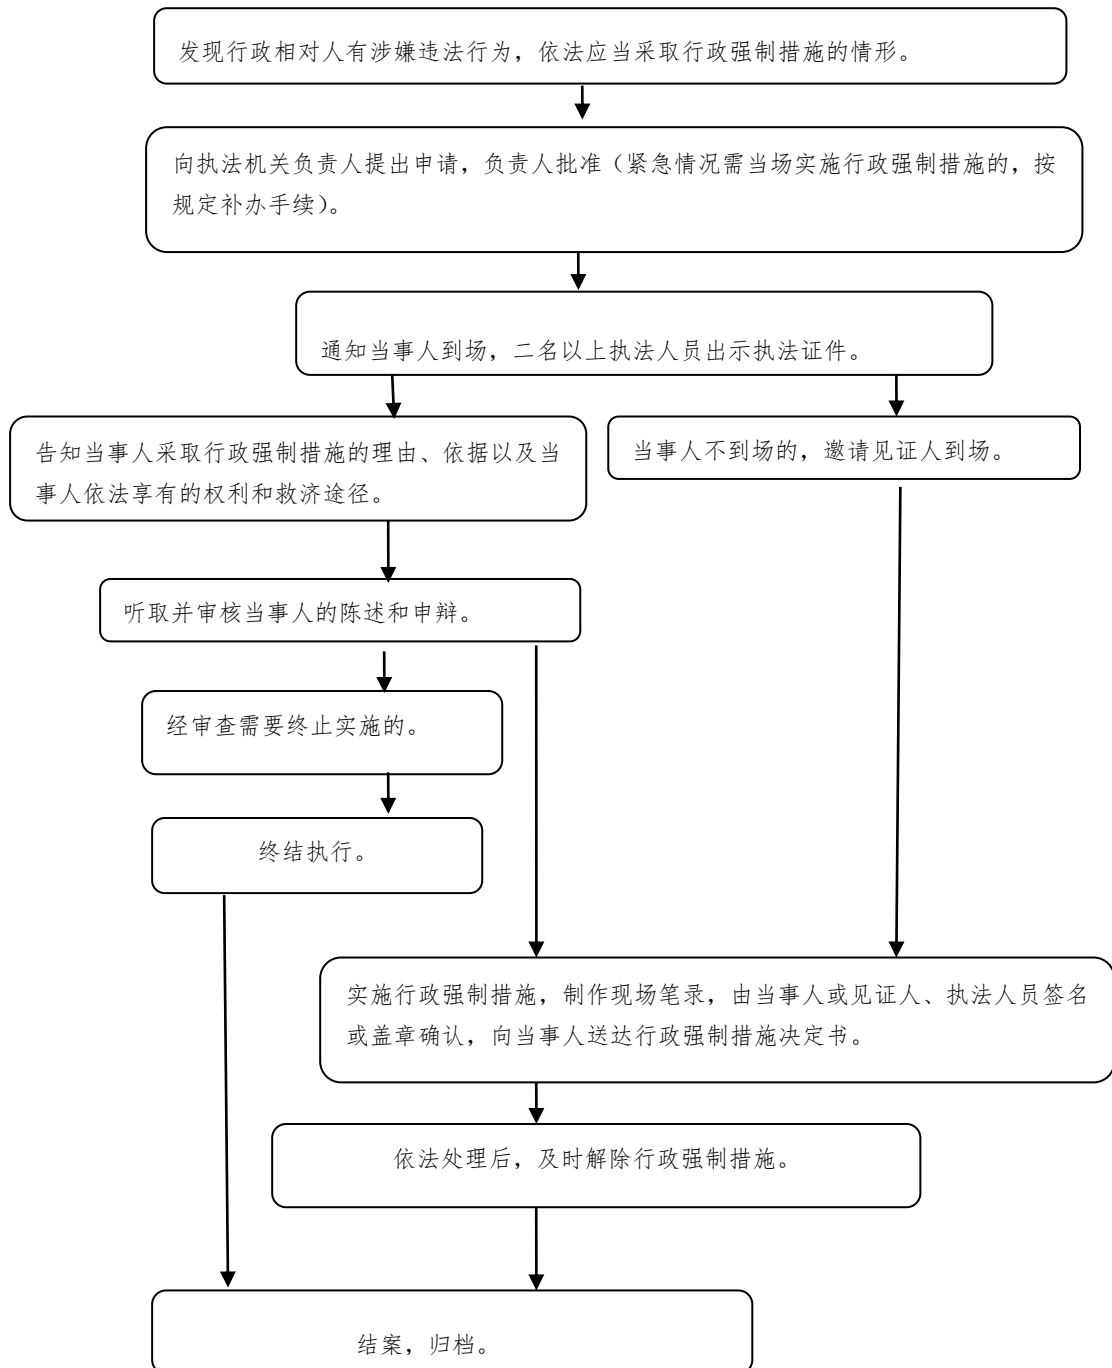 发现行政相对人有涉嫌违法行为，依法应当采取行政强制措施的情形。
向执法机关负责人提出申请，负责人批准（紧急情况需当场实施行政强制措施的，按
规定补办手续）。
通知当事人到场，二名以上执法人员出示执法证件。
告知当事人采取行政强制措施的理由、依据以及当
事人依法享有的权利和救济途径。
当事人不到场的，邀请见证人到场。
听取并审核当事人的陈述和申辩。
经审查需要终止实施的。
终结执行。
实施行政强制措施，制作现场笔录，由当事人或见证人、执法人员签名
或盖章确认，向当事人送达行政强制措施决定书。
依法处理后，及时解除行政强制措施。
结案，归档。